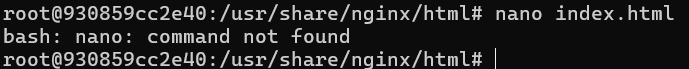 root@930859cc2e40:/usr/share/nginx/html# nano index.html
bash: nano: command not found
root@930859cc2e40:/usr/share/nginx/html#